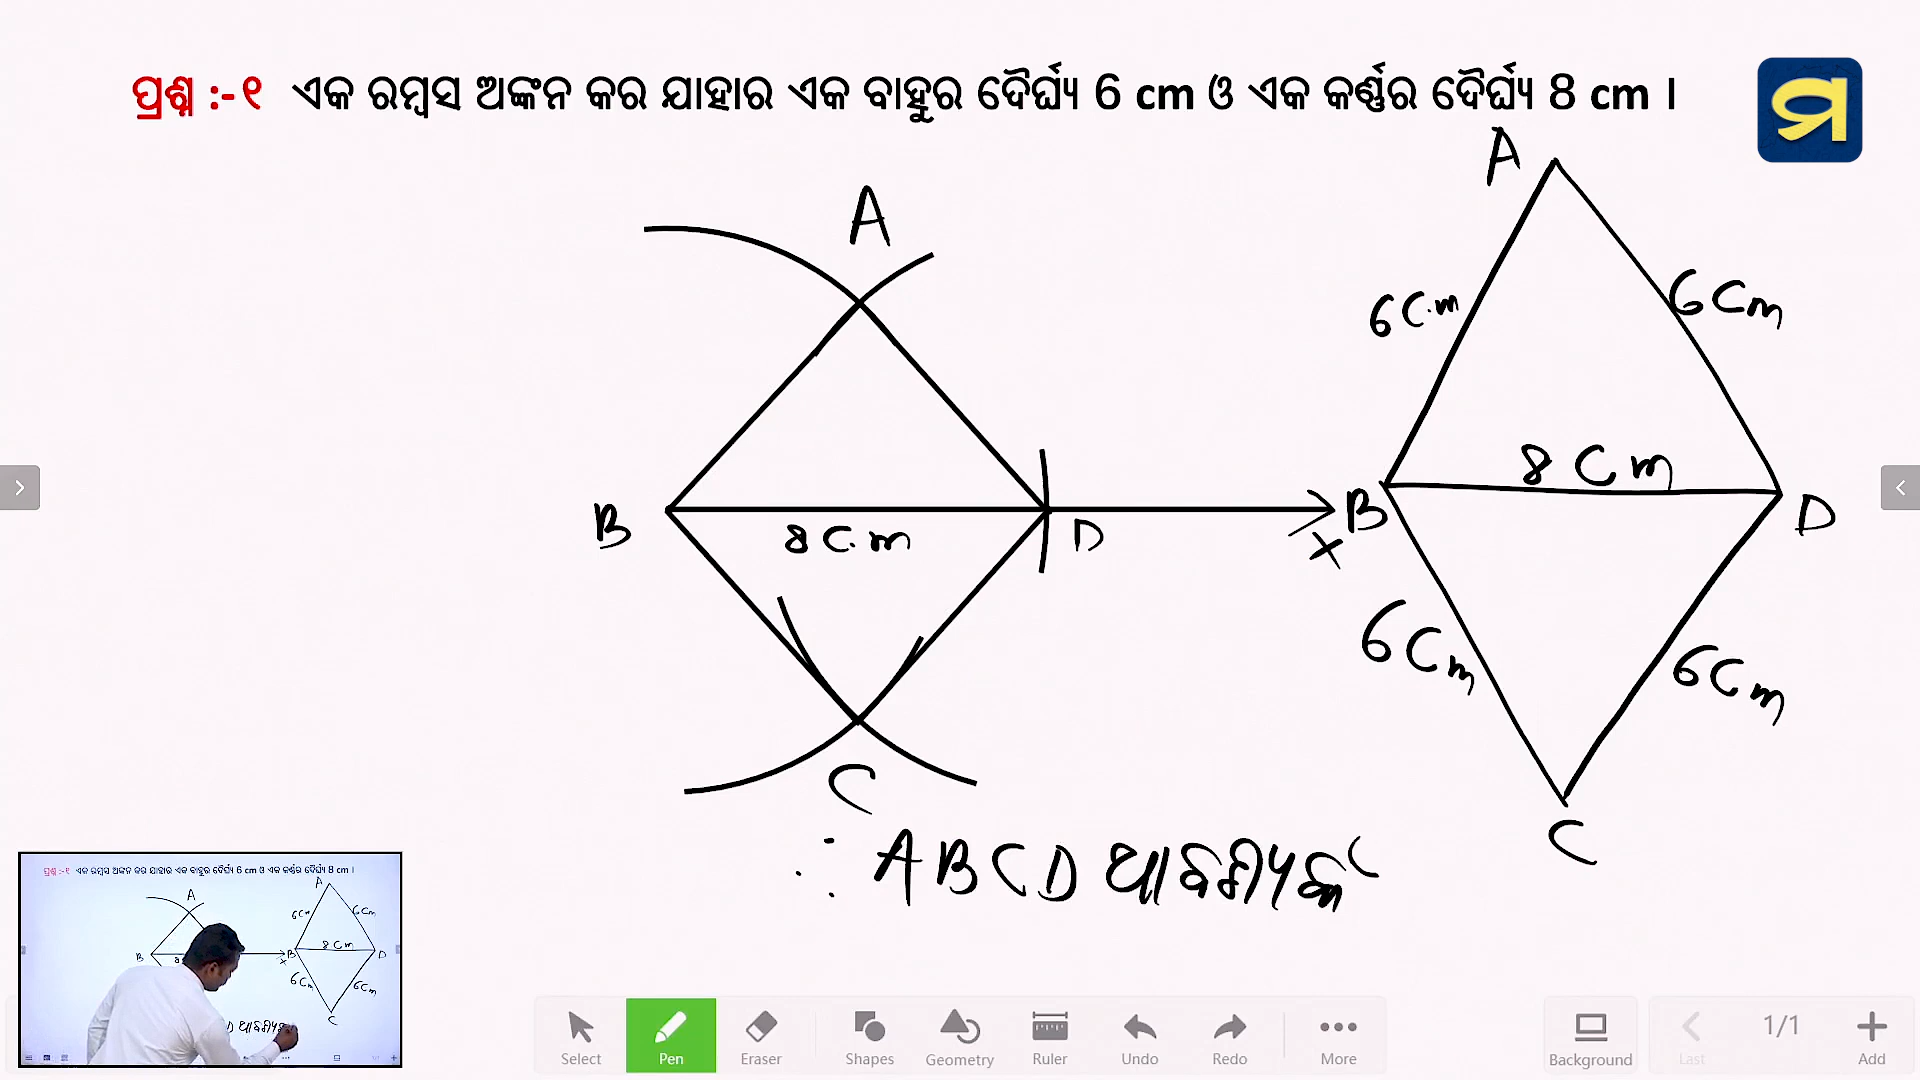 ପ୍ରଶ୍ନ :-୧ ଏକ ରମ୍ବସ ଅଙ୍କନ କର ଯାହାର ଏକ ବାହୁର ଦୈର୍ଘ୍ୟ 6 cm ଓ ଏକ କର୍ଣ୍ଣର ଦୈର୍ଘ୍ୟ 8 cm ।
ମ
A
B
8 c.m
D
X
C
A
6 c.m
6 cm
8 cm
B
D
6 cm
6 cm
C
∴ ABCD
Select
Pen
Eraser
Shapes
Geometry
Ruler
Undo
Redo
More
Background
Last
1/1
Add